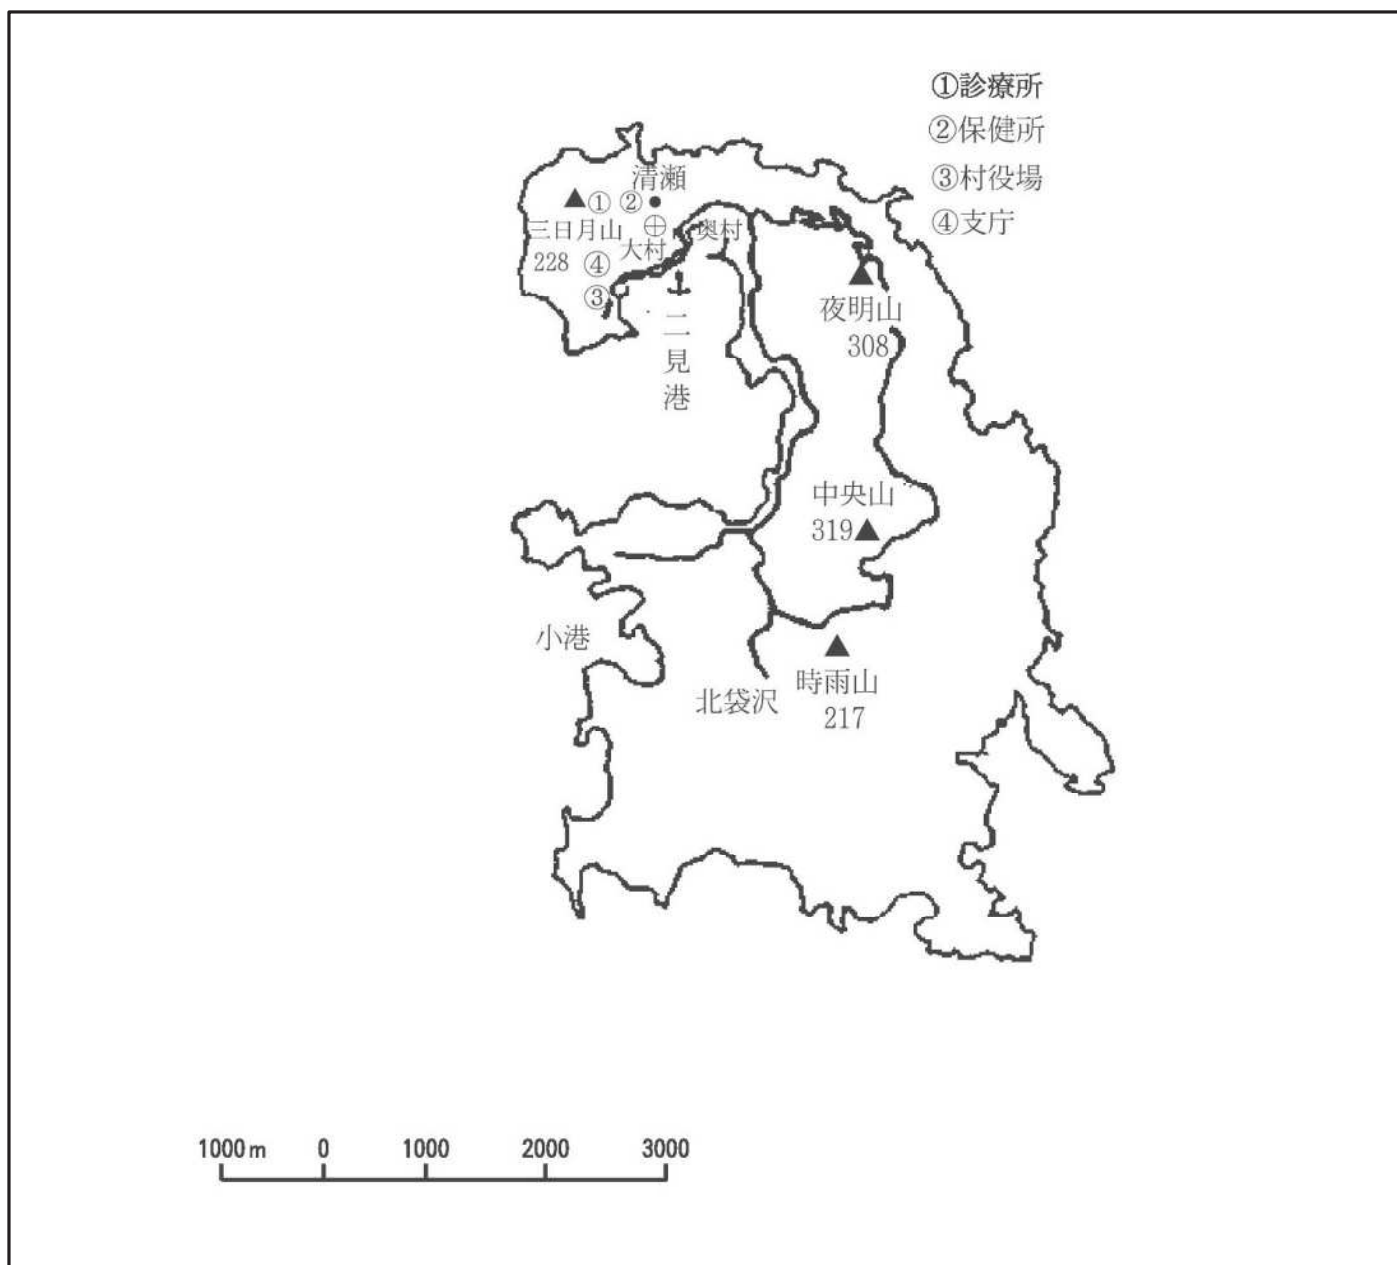 ①診療所
②保健所
③村役場
④支庁
清瀬
①
②
三日月山
228
大村
奥村
④
③
二見港
夜明山
308
中央山
319
小港
北袋沢
時雨山
217
1000m 0 1000 2000 3000